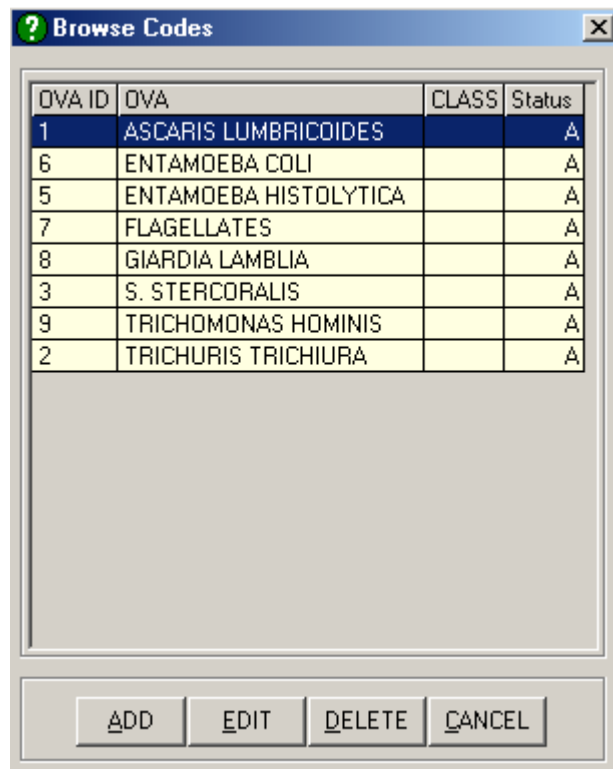 ? Browse Codes X
OVA ID OVA CLASS Status
1 ASCARIS LUMBRICOIDES A
6 ENTAMOEBA COLI A
5 ENTAMOEBA HISTOLYTICA A
7 FLAGELLATES A
8 GIARDIA LAMBLIA A
3 S. STERCORALIS A
9 TRICHOMONAS HOMINIS A
2 TRICHURIS TRICHIURA A
ADD EDIT DELETE CANCEL